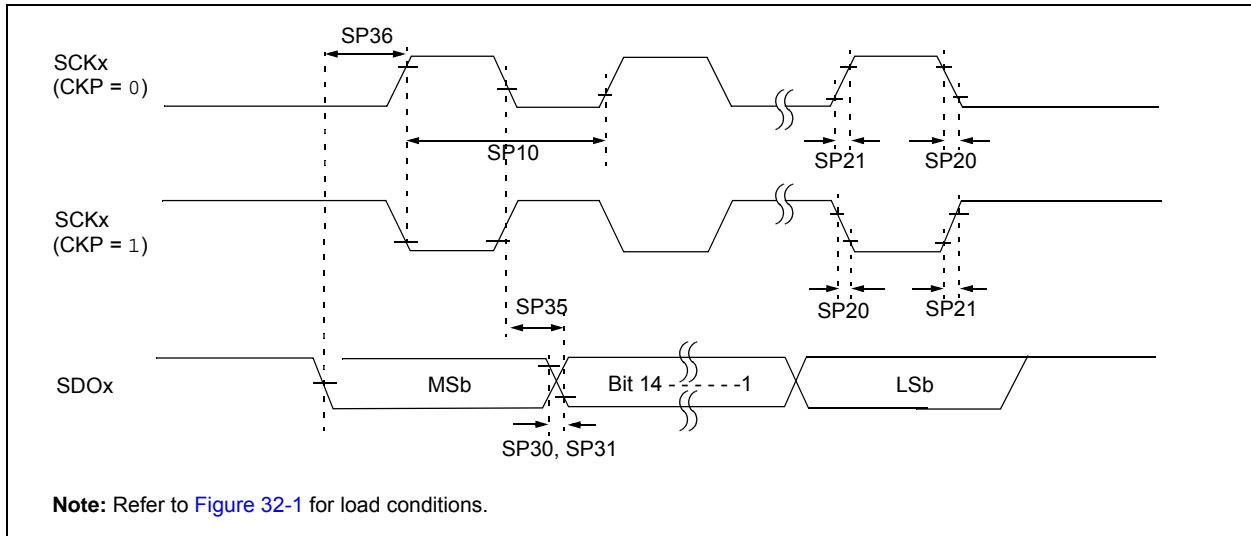 SP36
SCKx
(CKP = 0)
SP10
SP21
SP20
SCKx
(CKP = 1)
SP35
SP20
SP21
SDOx
MSb
Bit 14 - - - - - -1
LSb
SP30, SP31
Note: Refer to Figure 32-1 for load conditions.